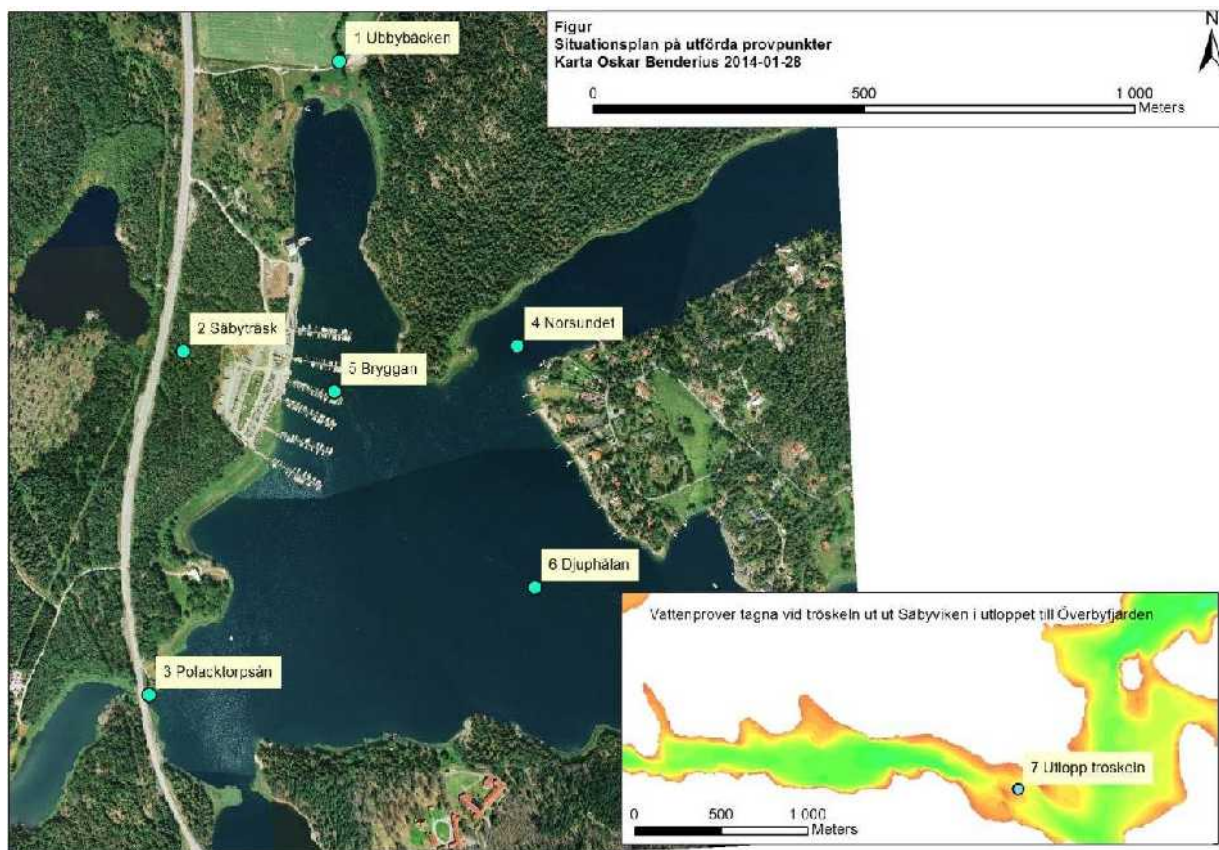 Figur
Situationsplan på utförda provpunkter
Karta Oskar Benderius 2014-01-28
N
0 500 1 000
Meters
1 Ubbybäcken
2 Säbyträsk
4 Norsundet
5 Bryggan
6 Djuphålan
3 Polacktorpsån
Vattenprover tagna vid tröskeln ut ut Säbyviken i utloppet till Överbyfjärden
7 Utlopp tröskeln
0 500 1 000
Meters